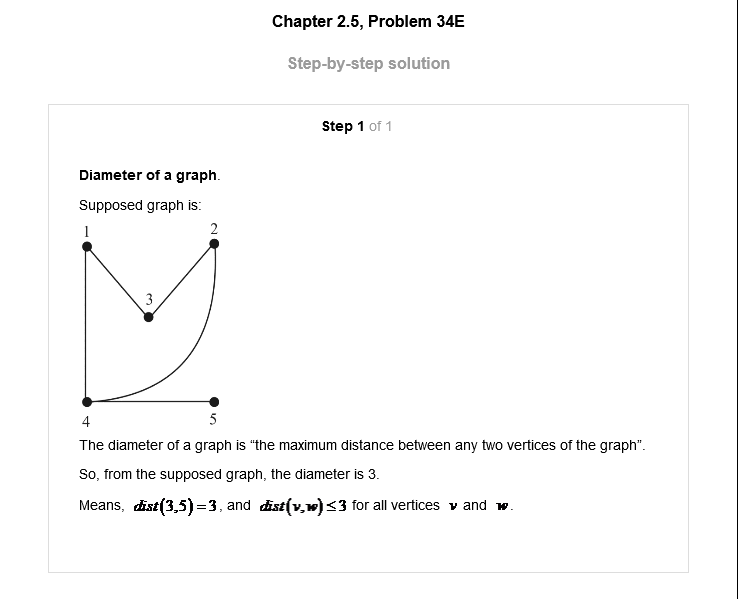 Chapter 2.5, Problem 34E
Step-by-step solution
Step 1 of 1
Diameter of a graph.
Supposed graph is:
1 2
3
4 5
The diameter of a graph is “the maximum distance between any two vertices of the graph”.
So, from the supposed graph, the diameter is 3.
Means, dist(3,5)=3, and dist(v,w)≤3 for all vertices v and w.